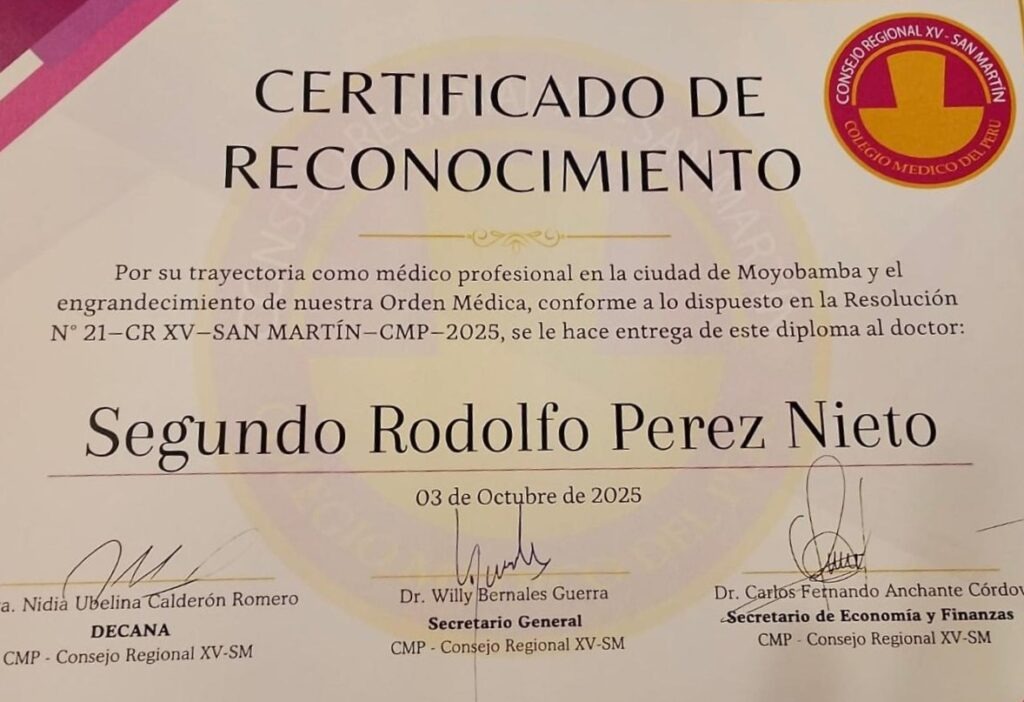 CONSEJO REGIONAL XV - SAN MARTÍN
COLEGIO MEDICO DEL PERU
CERTIFICADO DE
RECONOCIMIENTO
Por su trayectoria como médico profesional en la ciudad de Moyobamba y el
engrandecimiento de nuestra Orden Médica, conforme a lo dispuesto en la Resolución
N° 21–CR XV–SAN MARTÍN–CMP–2025, se le hace entrega de este diploma al doctor:
Segundo Rodolfo Perez Nieto
03 de Octubre de 2025
a. Nidia Ubelina Calderón Romero
DECANA
CMP - Consejo Regional XV-SM
Dr. Willy Bernales Guerra
Secretario General
CMP - Consejo Regional XV-SM
Dr. Carlos Fernando Anchante Córdov
Secretario de Economía y Finanzas
CMP - Consejo Regional XV-SM